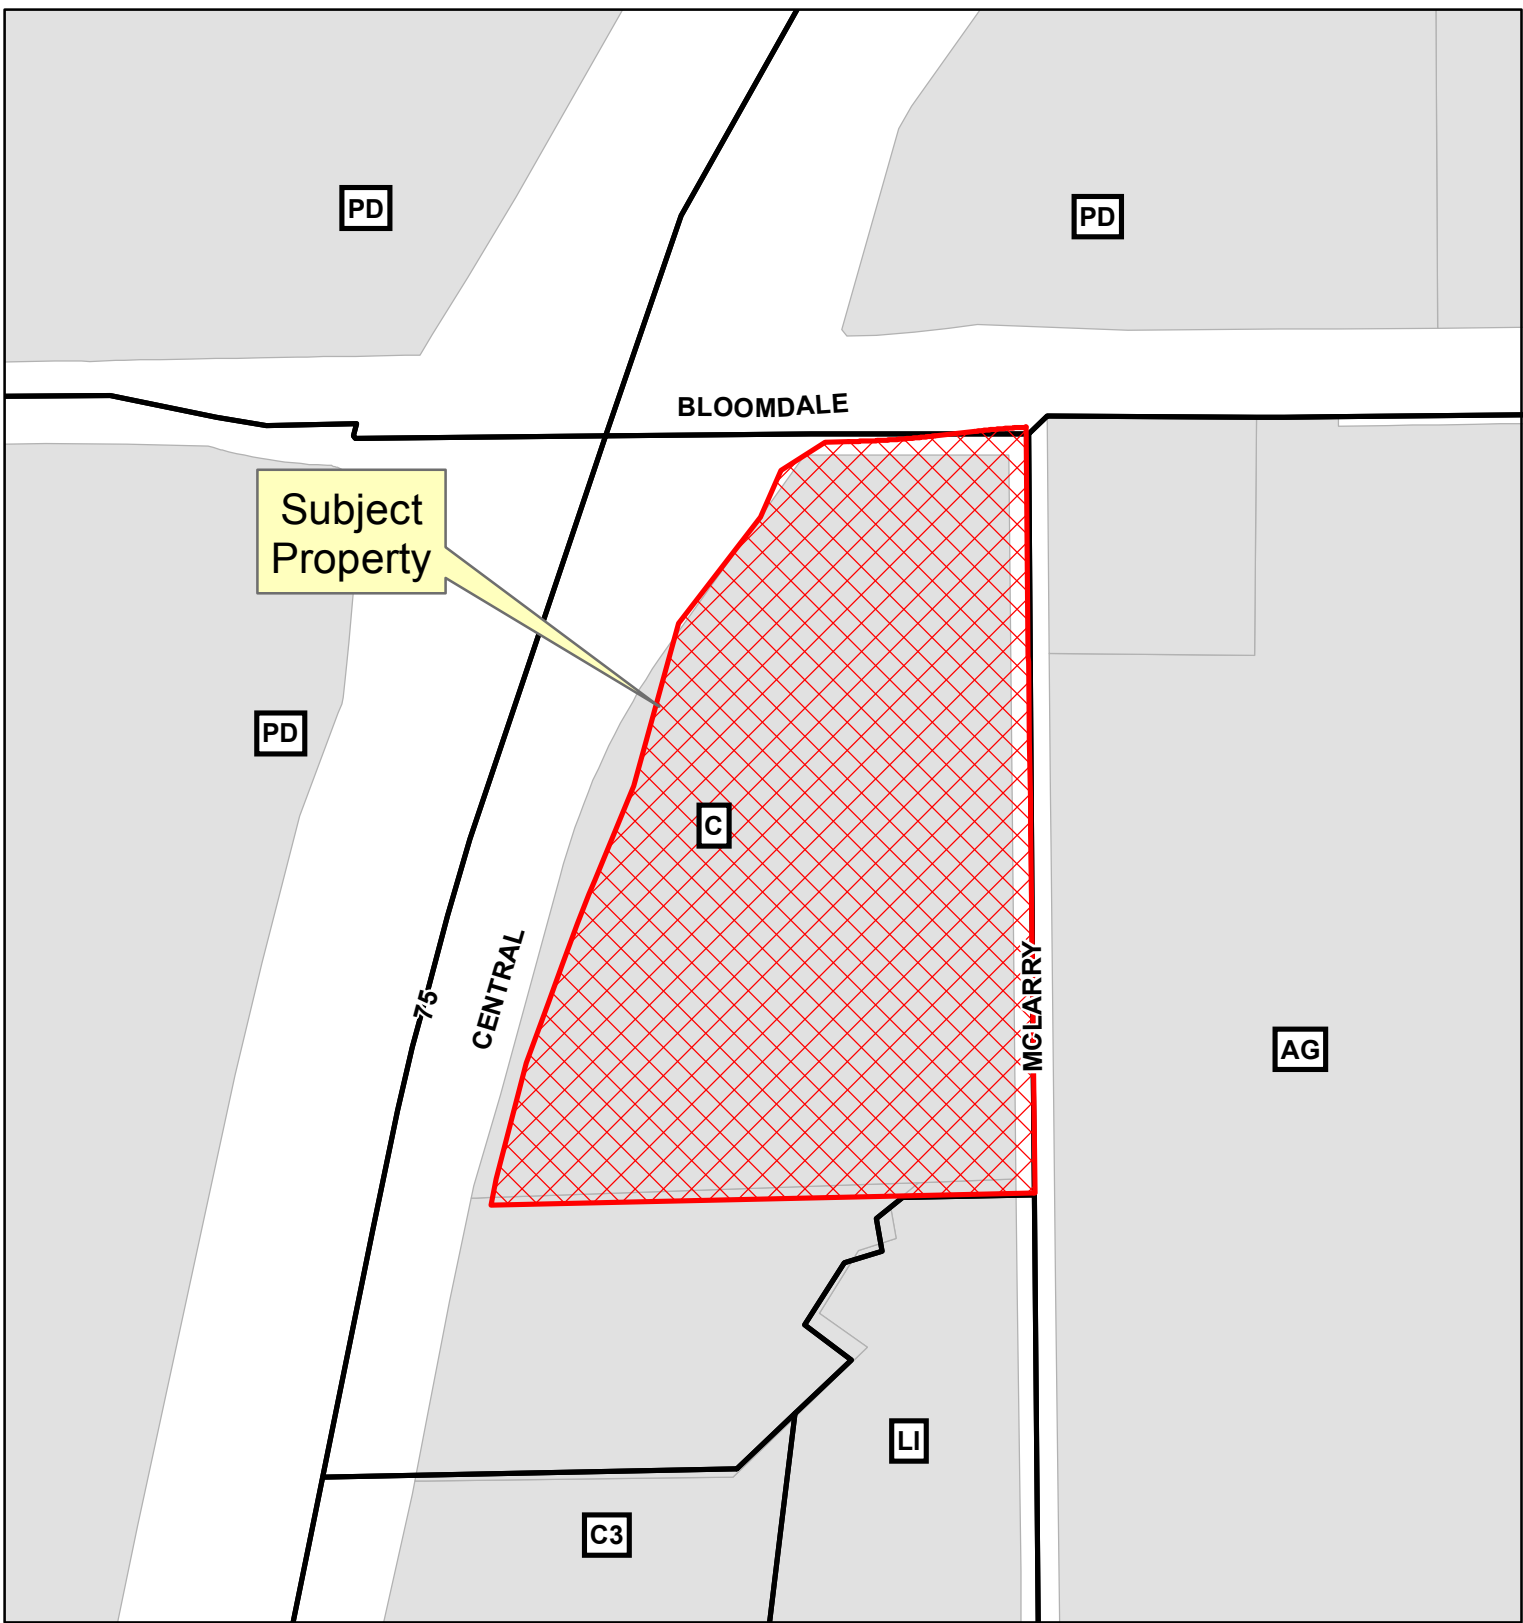 PD
PD
BLOOMDALE
Subject
Property
PD
C
CENTRAL
75
MCLARRY
AG
LI
C3